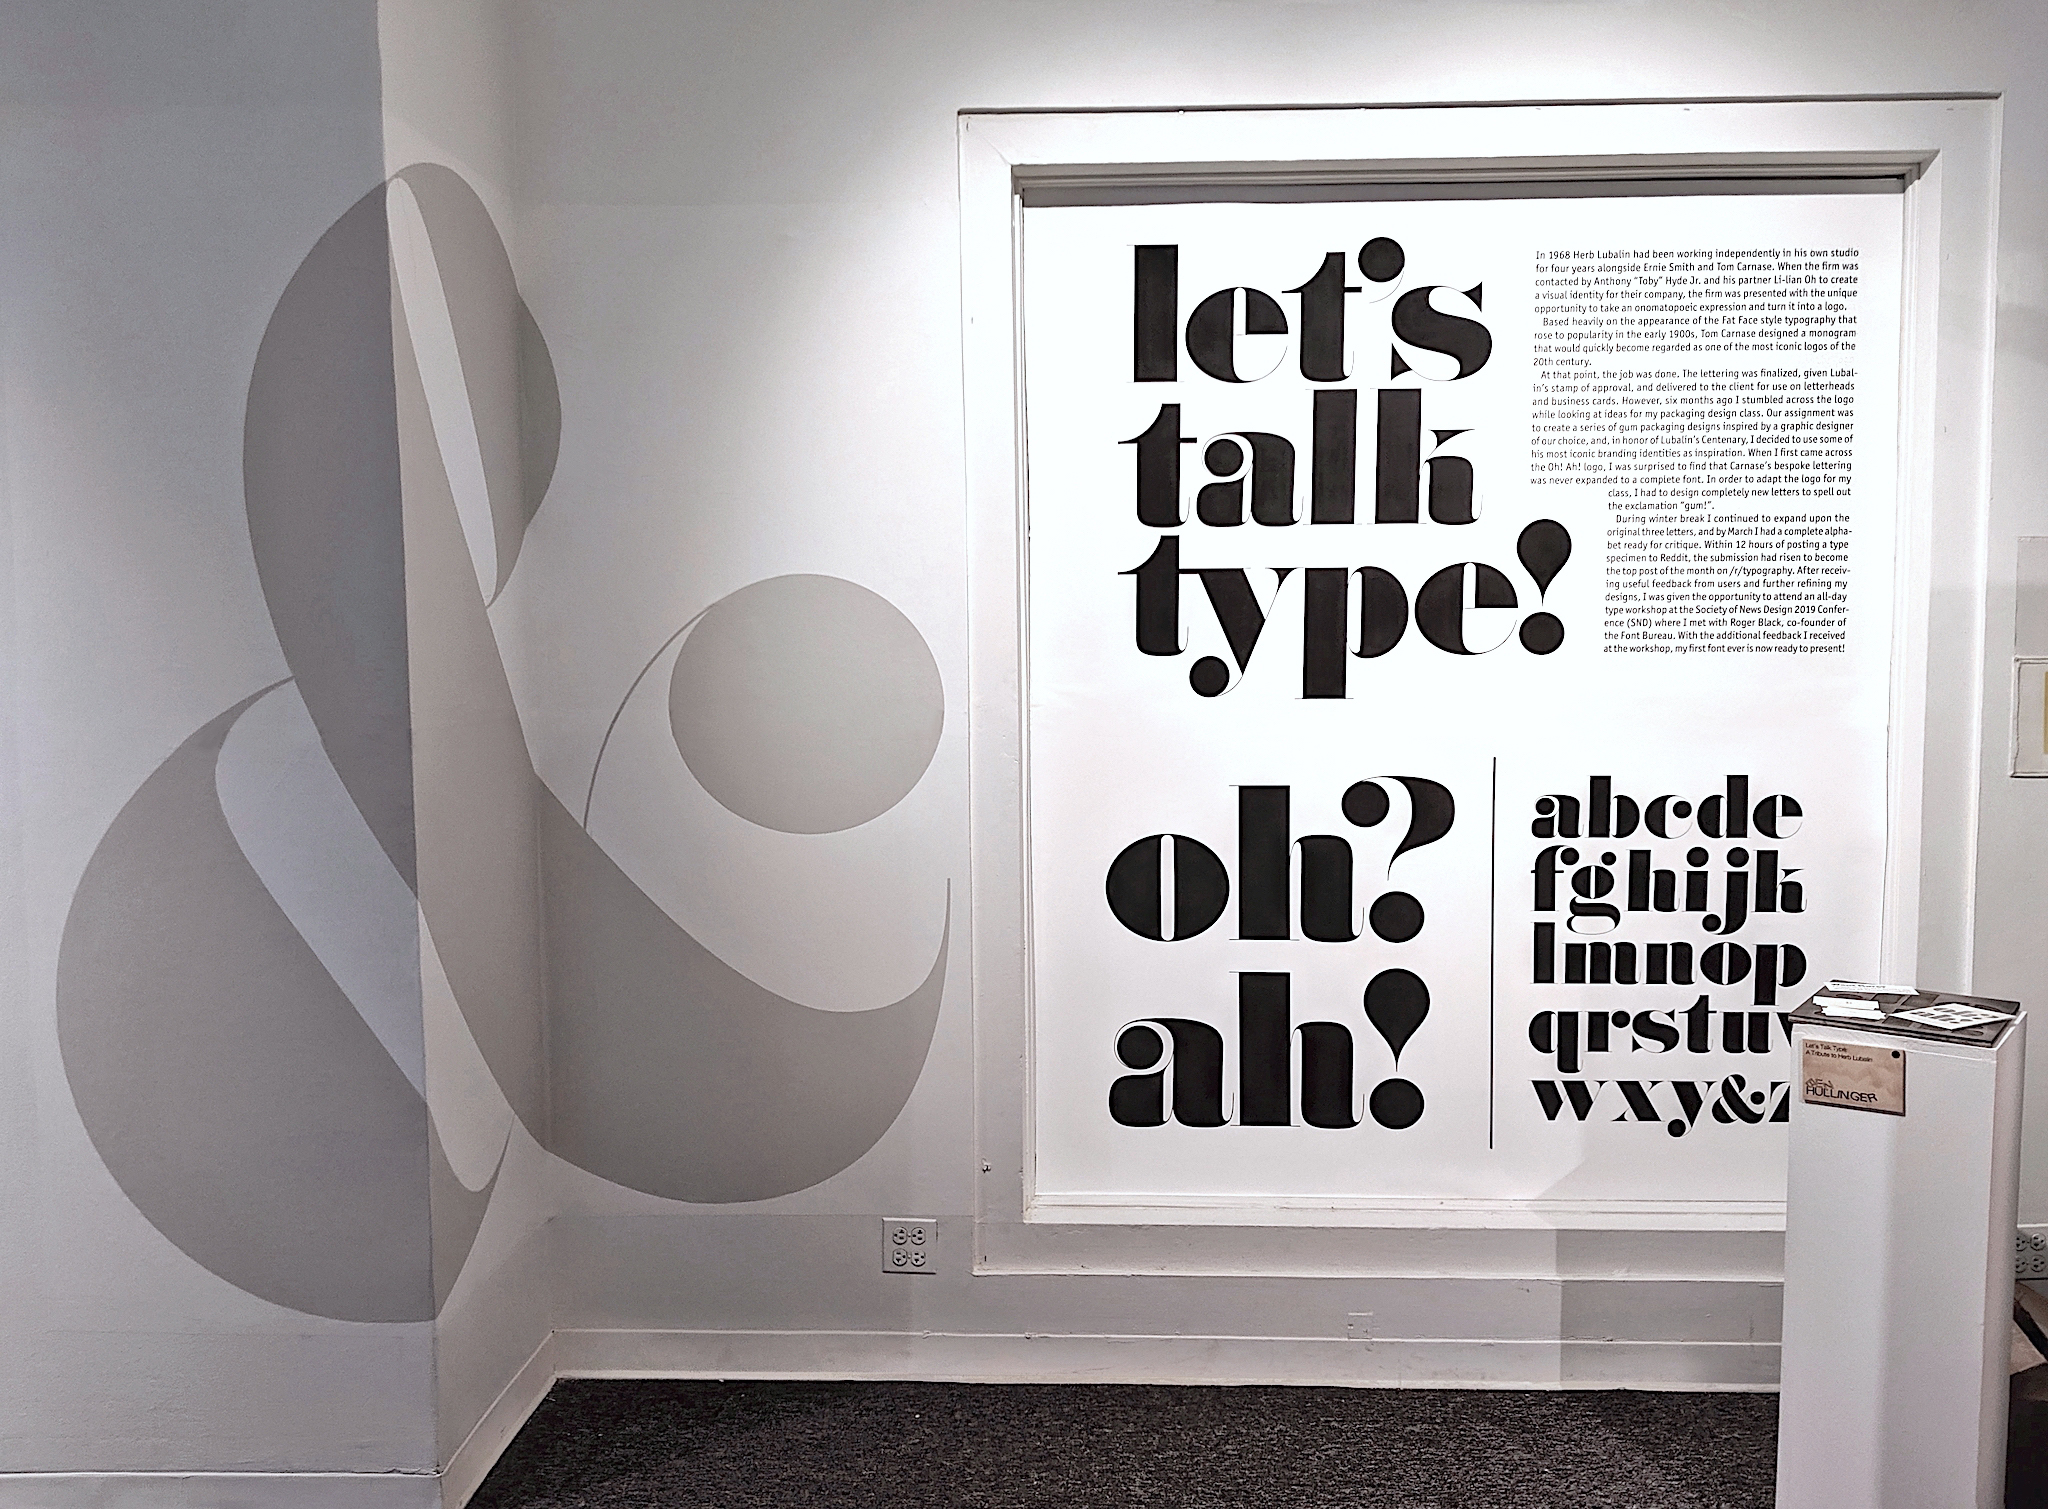 let's
talk
type!
In 1968 Herb Lubalin had been working independently in his own studio
for four years alongside Ernie Smith and Tom Carnase. When the firm was
contacted by Anthony "Toby" Hyde Jr. and his partner Li-lian Oh to create
a visual identity for their company, the firm was presented with the unique
opportunity to take an onomatopoeic expression and turn it into a logo.
Based heavily on the appearance of the Fat Face style typography that
rose to popularity in the early 1900s, Tom Carnase designed a monogram
that would quickly become regarded as one of the most iconic logos of the
20th century.
At that point, the job was done. The lettering was finalized, given Lubal-
in's stamp of approval, and delivered to the client for use on letterheads
and business cards. However, six months ago I stumbled across the logo
while looking at ideas for my packaging design class. Our assignment was
to create a series of gum packaging designs inspired by a graphic designer
of our choice, and, in honor of Lubalin's Centenary, I decided to use some of
his most iconic branding identities as inspiration. When I first came across
the Oh! Ah! logo, I was surprised to find that Carnase's bespoke lettering
was never expanded to a complete font. In order to adapt the logo for my
class, I had to design completely new letters to spell out
the exclamation "gum!".
During winter break I continued to expand upon the
original three letters, and by March I had a complete alpha-
bet ready for critique. Within 12 hours of posting a type
specimen to Reddit, the submission had risen to become
the top post of the month on /r/typography. After receiv-
ing useful feedback from users and further refining my
designs, I was given the opportunity to attend an all-day
type workshop at the Society of News Design 2019 Confer-
ence (SND) where I met with Roger Black, co-founder of
the Font Bureau. With the additional feedback I received
at the workshop, my first font ever is now ready to present!
oh?
ah!
abcde
fghijk
lmnop
qrstuv
wxy&z
Let's Talk Type:
A Tribute to Herb Lubalin
HOLLINGER
&